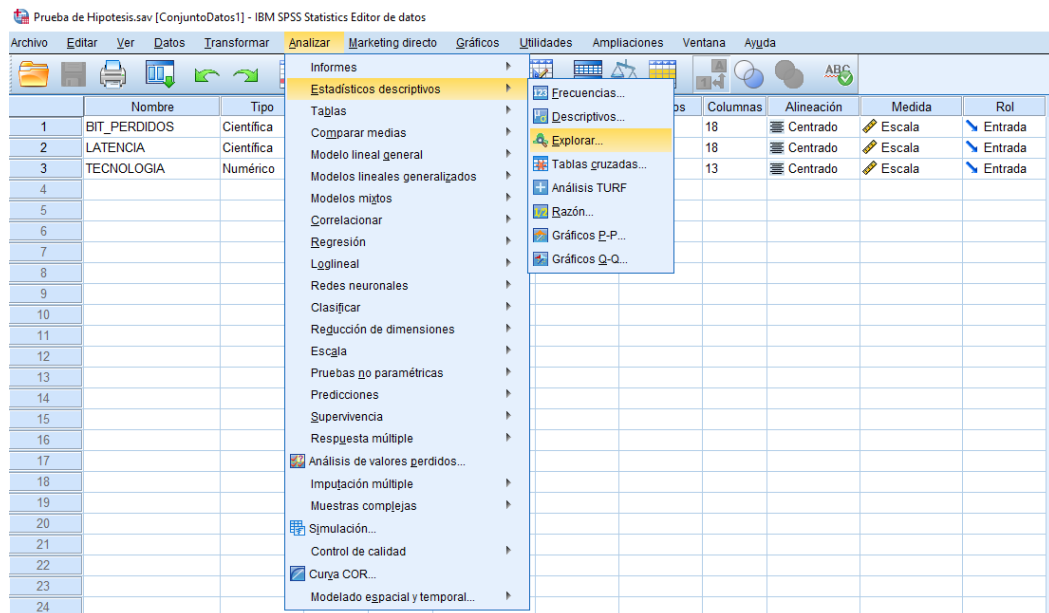 Prueba de Hipotesis.sav [ConjuntoDatos1] - IBM SPSS Statistics Editor de datos
Archivo Editar Ver Datos Transformar Analizar Marketing directo Gráficos Utilidades Ampliaciones Ventana Ayuda
Nombre Tipo os Columnas Alineación Medida Rol
1 BIT_PERDIDOS Científica 18 Centrado Escala Entrada
2 LATENCIA Científica 18 Centrado Escala Entrada
3 TECNOLOGIA Numérico 13 Centrado Escala Entrada
4
5
6
7
8
9
10
11
12
13
14
15
16
17
18
19
20
21
22
23
24
Informes
Estadísticos descriptivos
Tablas
Comparar medias
Modelo lineal general
Modelos lineales generalizados
Modelos mixtos
Correlacionar
Regresión
Loglineal
Redes neuronales
Clasificar
Reducción de dimensiones
Escala
Pruebas no paramétricas
Predicciones
Supervivencia
Respuesta múltiple
Análisis de valores perdidos...
Imputación múltiple
Muestras complejas
Simulación...
Control de calidad
Curva COR...
Modelado espacial y temporal...
Frecuencias...
Descriptivos...
Explorar...
Tablas cruzadas...
Análisis TURF
Razón...
Gráficos P-P...
Gráficos Q-Q...